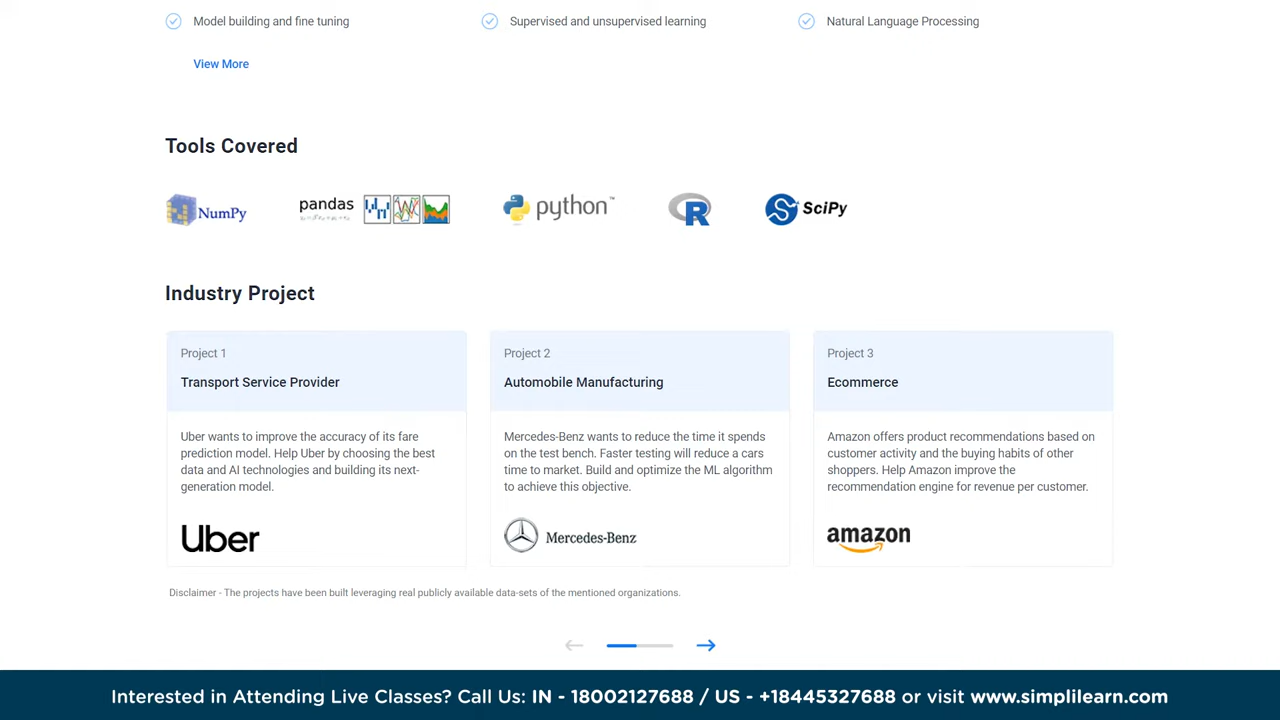 Model building and fine tuning
Supervised and unsupervised learning
Natural Language Processing
View More
Tools Covered
NumPy
pandas
python™
R
SciPy
Industry Project
Project 1
Transport Service Provider
Uber wants to improve the accuracy of its fare
prediction model. Help Uber by choosing the best
data and AI technologies and building its next-
generation model.
Uber
Project 2
Automobile Manufacturing
Mercedes-Benz wants to reduce the time it spends
on the test bench. Faster testing will reduce a cars
time to market. Build and optimize the ML algorithm
to achieve this objective.
Mercedes-Benz
Project 3
Ecommerce
Amazon offers product recommendations based on
customer activity and the buying habits of other
shoppers. Help Amazon improve the
recommendation engine for revenue per customer.
amazon
Disclaimer - The projects have been built leveraging real publicly available data-sets of the mentioned organizations.
Interested in Attending Live Classes? Call Us: IN - 18002127688 / US - +18445327688 or visit www.simplilearn.com